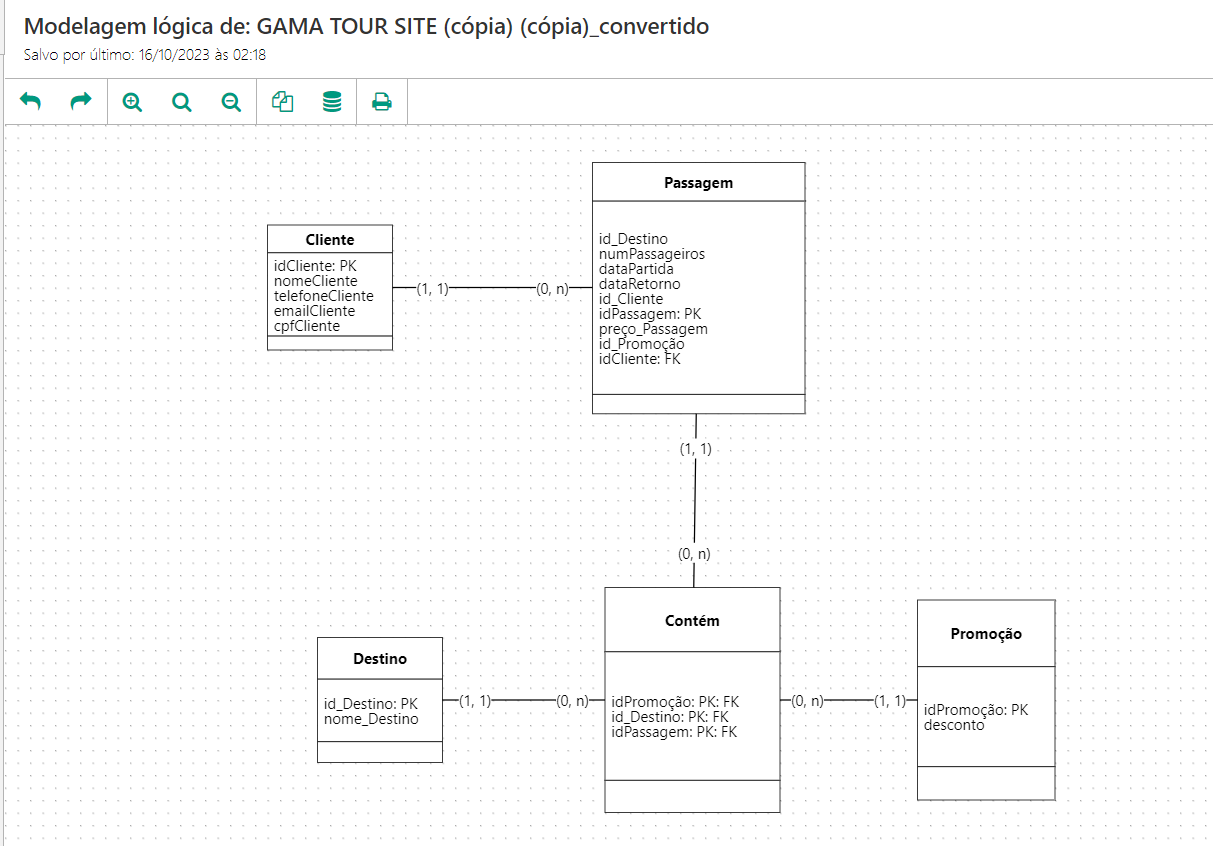 Modelagem lógica de: GAMA TOUR SITE (cópia) (cópia)_convertido
Salvo por último: 16/10/2023 às 02:18
Passagem
id_Destino
numPassageiros
dataPartida
dataRetorno
id_Cliente
idPassagem: PK
preço_Passagem
id_Promoção
idCliente: FK
Cliente
idCliente: PK
nomeCliente
telefoneCliente
emailCliente
cpfCliente
(1, 1)
(0, n)
(1, 1)
(0, n)
Contém
idPromoção: PK: FK
id_Destino: PK: FK
idPassagem: PK: FK
Promoção
idPromoção: PK
desconto
Destino
id_Destino: PK
nome_Destino
(1, 1)
(0, n)
(0, n)
(1, 1)